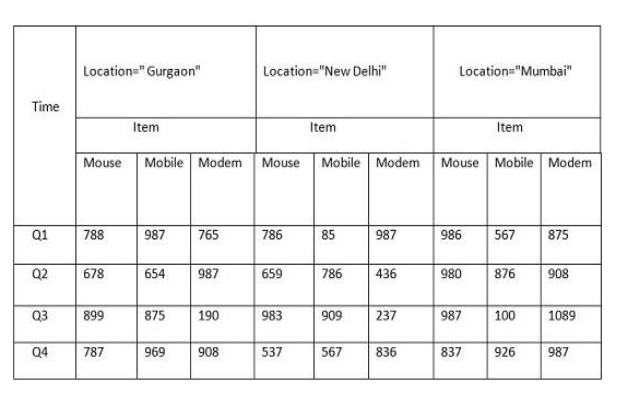 Location=" Gurgaon" Location="New Delhi" Location="Mumbai"
Time
Item Item Item
Mouse Mobile Modem Mouse Mobile Modem Mouse Mobile Modem
Q1 788 987 765 786 85 987 986 567 875
Q2 678 654 987 659 786 436 980 876 908
Q3 899 875 190 983 909 237 987 100 1089
Q4 787 969 908 537 567 836 837 926 987